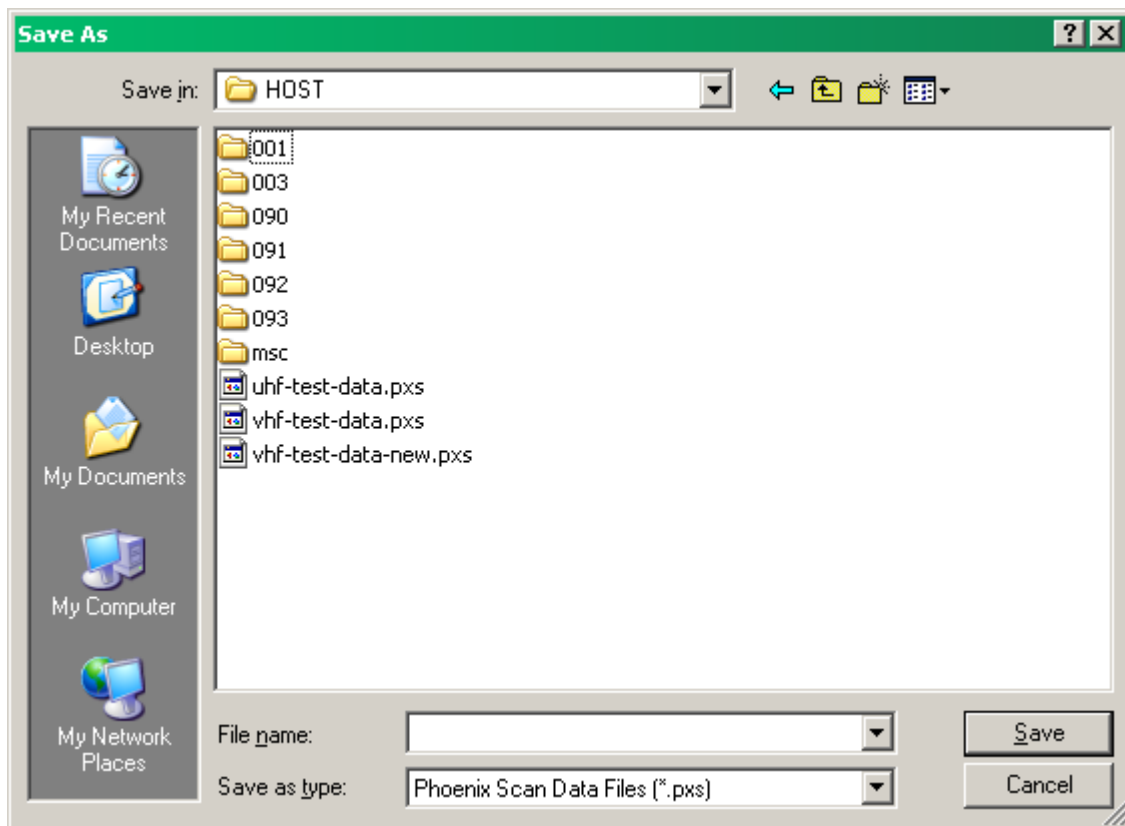 Save As
Save in: HOST
001
003
090
091
092
093
msc
uhf-test-data.pxs
vhf-test-data.pxs
vhf-test-data-new.pxs
My Recent
Documents
Desktop
My Documents
My Computer
My Network
Places
File name: Save
Save as type: Phoenix Scan Data Files (*.pxs) Cancel